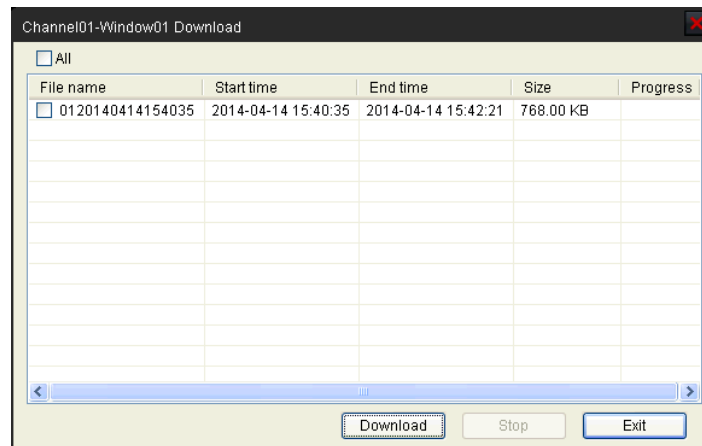 Channel01-Window01 Download
All
File name Start time End time Size Progress
0120140414154035 2014-04-14 15:40:35 2014-04-14 15:42:21 768.00 KB
Download Stop Exit